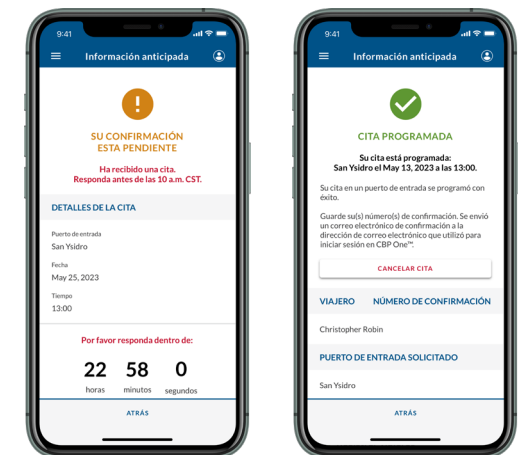 9:41
Información anticipada
!
SU CONFIRMACIÓN
ESTA PENDIENTE
Ha recibido una cita.
Responda antes de las 10 a.m. CST.
DETALLES DE LA CITA
Puerto de entrada
San Ysidro
Fecha
May 25, 2023
Tiempo
13:00
Por favor responda dentro de:
22 58 0
horas minutos segundos
ATRÁS
9:41
Información anticipada
CITA PROGRAMADA
Su cita está programada:
San Ysidro el May 13, 2023 a las 13:00.
Su cita en un puerto de entrada se programó con
éxito.
Guarde su(s) número(s) de confirmación. Se envió
un correo electrónico de confirmación a la
dirección de correo electrónico que utilizó para
iniciar sesión en CBP One™.
CANCELAR CITA
VIAJERO NÚMERO DE CONFIRMACIÓN
Christopher Robin
PUERTO DE ENTRADA SOLICITADO
San Ysidro
ATRÁS